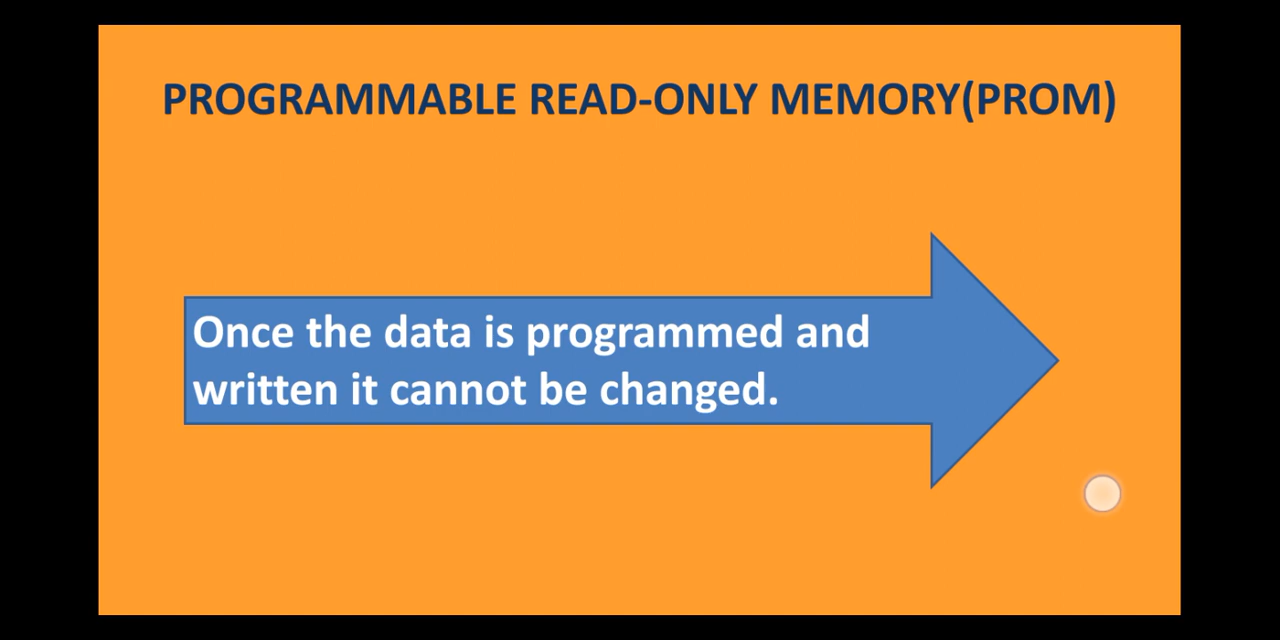 PROGRAMMABLE READ-ONLY MEMORY(PROM)
Once the data is programmed and
written it cannot be changed.